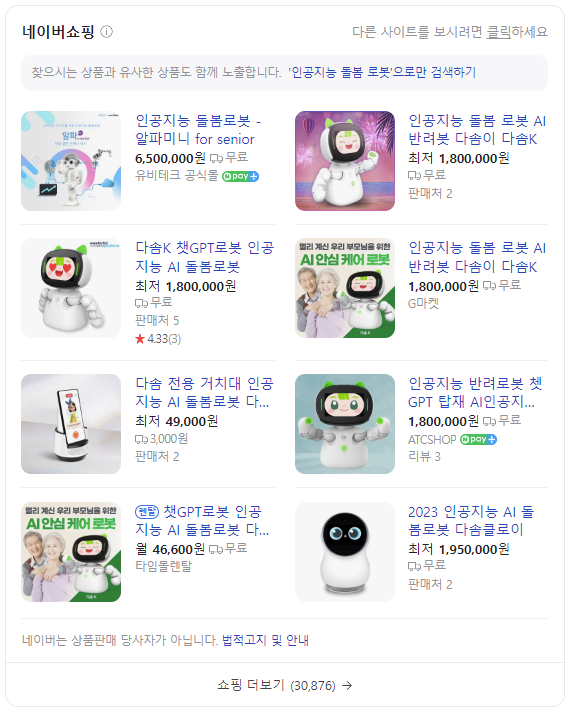 네이버쇼핑
다른 사이트를 보시려면 클릭하세요
찾으시는 상품과 유사한 상품도 함께 노출합니다. '인공지능 돌봄 로봇'으로만 검색하기
알파
인공지능 돌봄로봇 -
알파미니 for senior
6,500,000원 무료
유비테크 공식몰 N pay+
인공지능 돌봄 로봇 AI
반려봇 다솜이 다솜K
최저 1,800,000원
무료
판매처 2
다솜K 챗GPT로봇 인공
지능 AI 돌봄로봇
최저 1,800,000원
무료
판매처 5
★ 4.33(3)
멀리 계신 우리 부모님을 위한
AI 안심 케어 로봇
다솜 K
인공지능 돌봄 로봇 AI
반려봇 다솜이 다솜K
1,800,000원 무료
G마켓
다솜 전용 거치대 인공
지능 AI 돌봄로봇 다...
최저 49,000원
3,000원
판매처 2
인공지능 반려로봇 쳇
GPT 탑재 AI인공지...
1,800,000원 무료
ATCSHOP N pay+
리뷰 3
멀리 계신 우리 부모님을 위한
AI 안심 케어 로봇
다솜 K
렌탈 챗GPT로봇 인공
지능 AI 돌봄로봇 다...
월 46,600원 무료
타임몰렌탈
2023 인공지능 AI 돌
봄로봇 다솜클로이
최저 1,950,000원
무료
판매처 2
네이버는 상품판매 당사자가 아닙니다. 법적고지 및 안내
쇼핑 더보기 (30,876) →